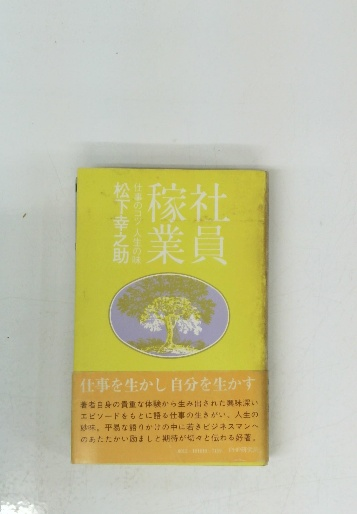 社員
稼業
仕事のコツ・人生の味
松下幸之助
仕事を生かし 自分を生かす
著者自身の貴重な体験から生み出された興味深い
エピソードをもとに語る仕事の生きがい、人生の
妙味。平易な語りかけの中に若きビジネスマンへ
のあたたかい励ましと期待が切々と伝わる好著。